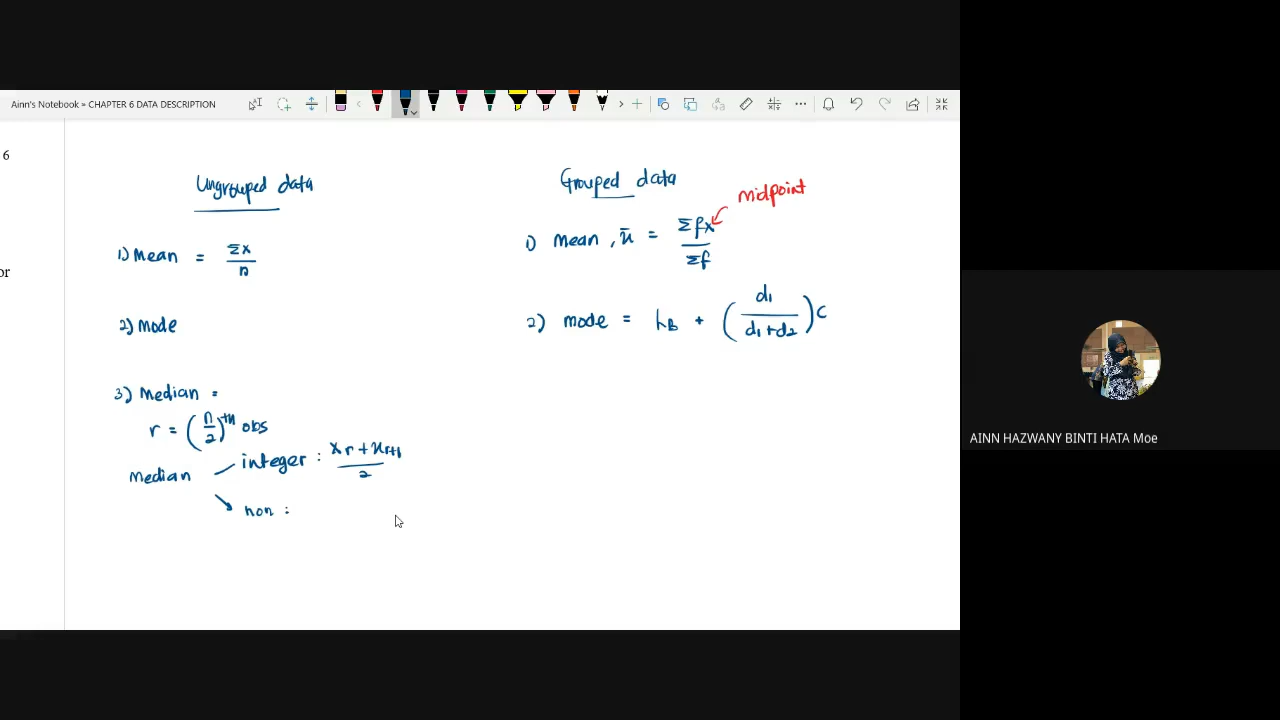 Ainn's Notebook » CHAPTER 6 DATA DESCRIPTION
6
or
Ungrouped data
1) Mean = Σx / n
2) Mode
3) Median =
r = (n/2)^th obs
Median
integer : xr + xr+1 / 2
non :
Grouped data
midpoint
1) Mean, x̄ = Σfx / Σf
2) Mode = LB + (d1 / d1+d2) C
AINN HAZWANY BINTI HATA Moe